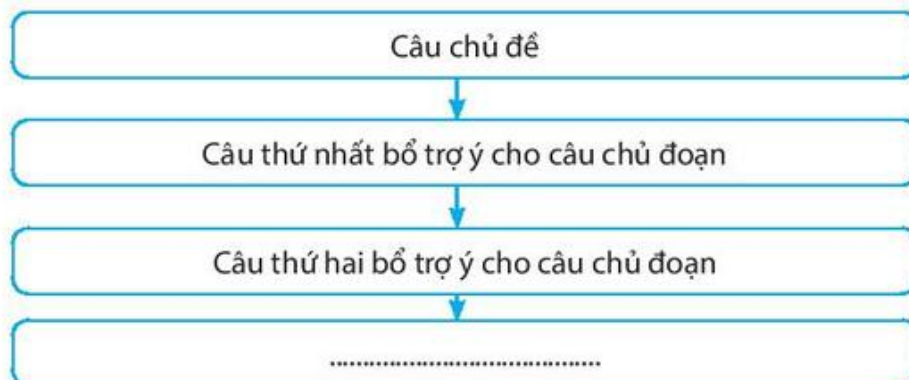 Câu chủ đề
Câu thứ nhất bổ trợ ý cho câu chủ đoạn
Câu thứ hai bổ trợ ý cho câu chủ đoạn
..........................................